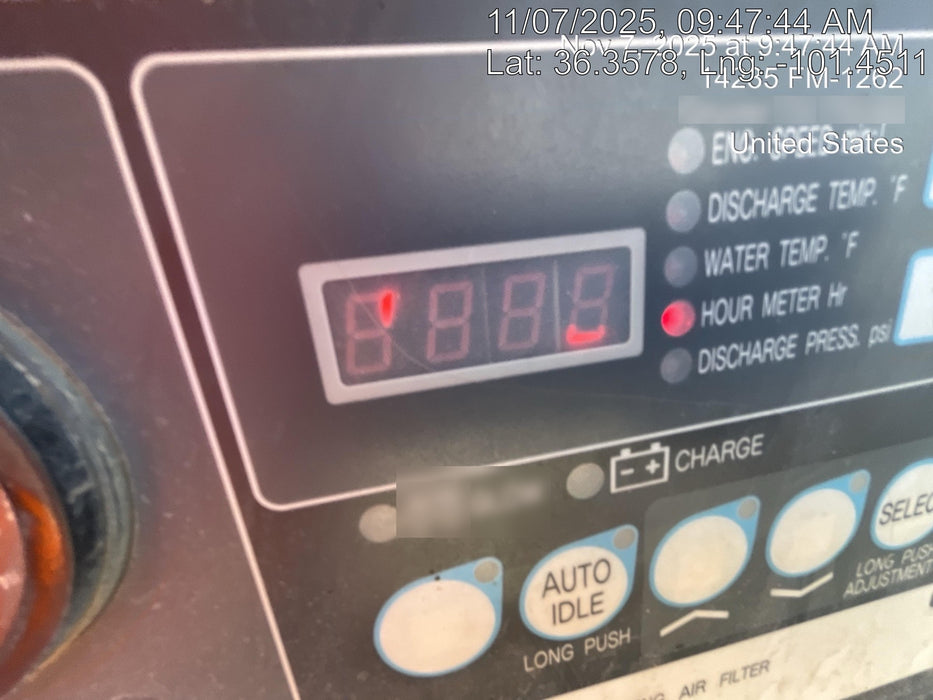 11/07/2025, 09:47:44 AM
Nov 7, 2025 at 9:47:44 AM
Lat: 36.3578, Lng: -101.4511
14235 FM-1262
United States
ENG. SPEED
DISCHARGE TEMP. °F
WATER TEMP. °F
HOUR METER Hr
DISCHARGE PRESS. psi
- + CHARGE
AUTO
IDLE
LONG PUSH
SELEC
LONG PUSH
ADJUSTMENT
AIR FILTER